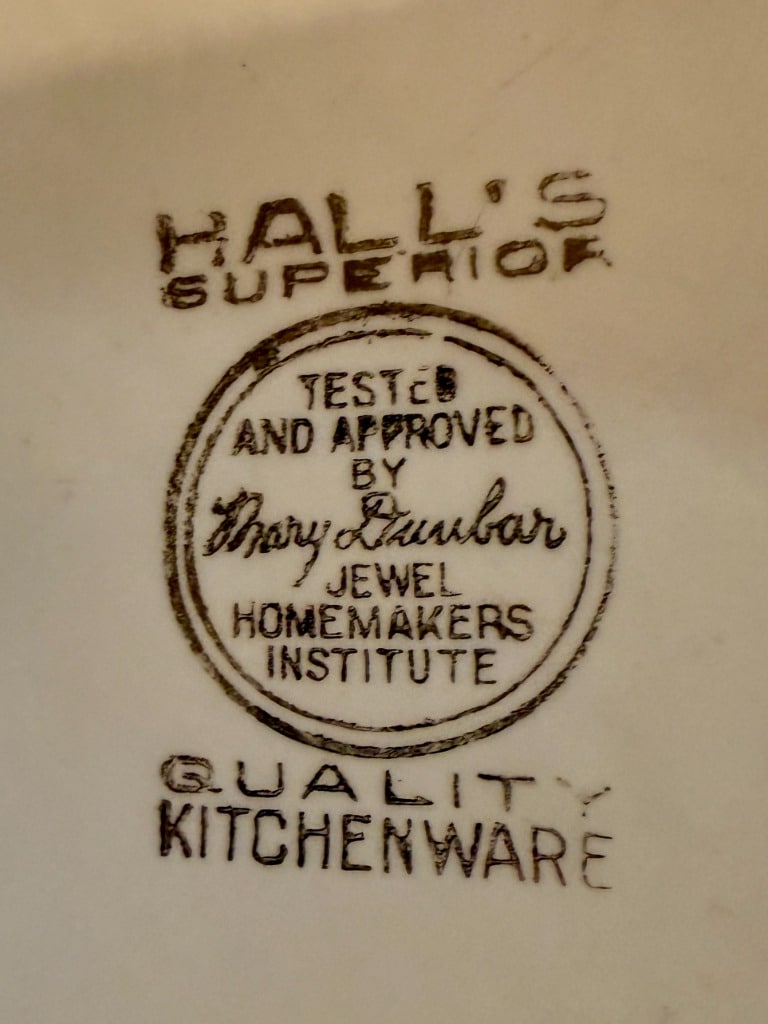 HALL'S
SUPERIOR
TESTED
AND APPROVED
BY
Mary Dunbar
JEWEL
HOMEMAKERS
INSTITUTE
QUALITY
KITCHENWARE